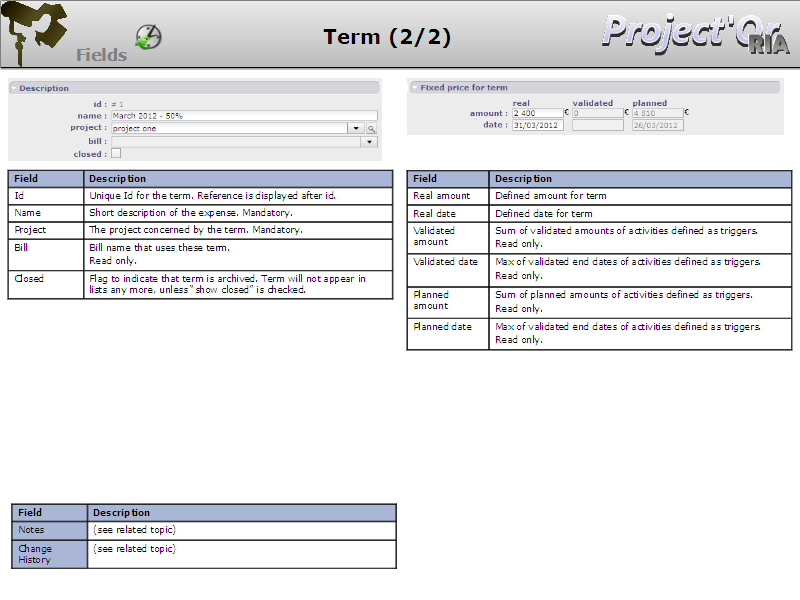 Fields
Term (2/2)
Project'Or
RIA
Description
id : # 1
name : March 2012 - 50%
project : project one
bill :
closed :
Field Description
Id Unique Id for the term. Reference is displayed after id.
Name Short description of the expense. Mandatory.
Project The project concerned by the term. Mandatory.
Bill Bill name that uses these term.
Read only.
Closed Flag to indicate that term is archived. Term will not appear in
lists any more, unless “show closed” is checked.
Fixed price for term
real validated planned
amount : 2 400 € 0 € 4 810 €
date : 31/03/2012 26/03/2012
Field Description
Real amount Defined amount for term
Real date Defined date for term
Validated Sum of validated amounts of activities defined as triggers.
amount Read only.
Validated date Max of validated end dates of activities defined as triggers.
Read only.
Planned Sum of planned amounts of activities defined as triggers.
amount Read only.
Planned date Max of validated end dates of activities defined as triggers.
Read only.
Field Description
Notes (see related topic)
Change (see related topic)
History